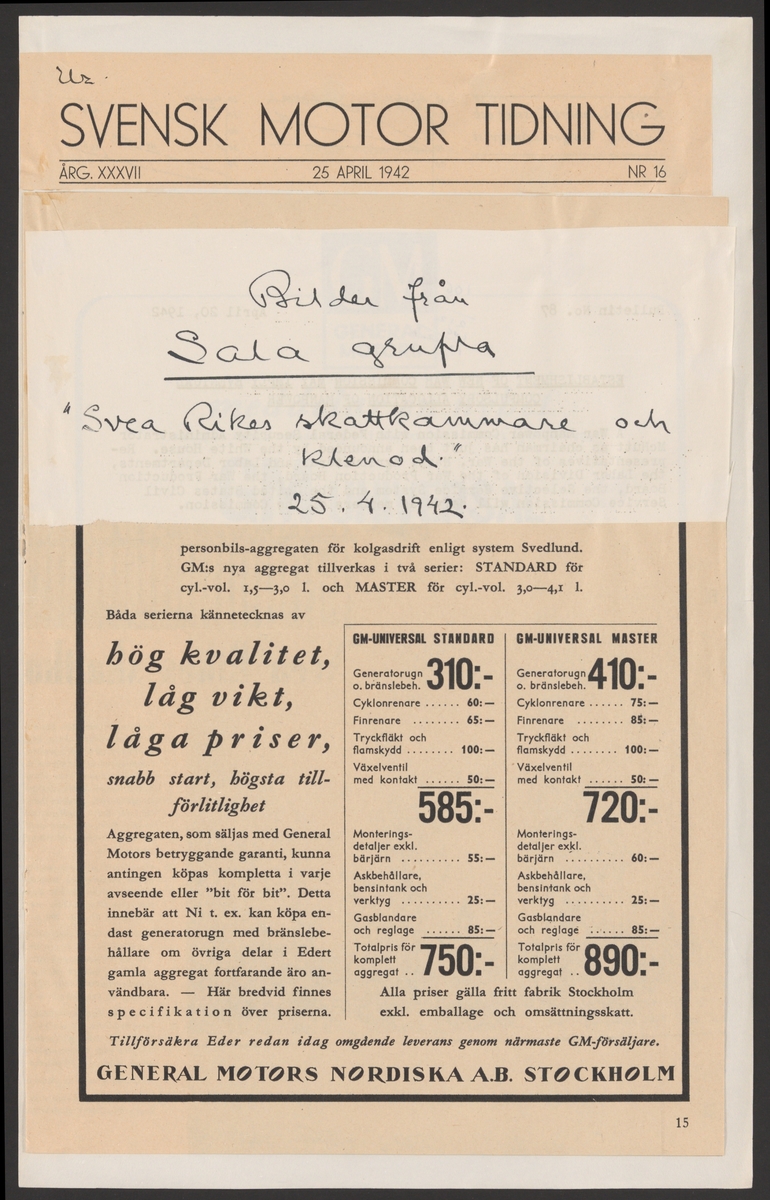 Ur
SVENSK MOTOR TIDNING
ÅRG. XXXVII 25 APRIL 1942 NR 16
Bilder från
Sala gruva
"Svea Rikes skattkammare och
klenod."
25. 4. 1942.
personbils-aggregaten för kolgasdrift enligt system Svedlund.
GM:s nya aggregat tillverkas i två serier: STANDARD för
cyl.-vol. 1,5—3,0 l. och MASTER för cyl.-vol. 3,0—4,1 l.
Båda serierna kännetecknas av
hög kvalitet,
låg vikt,
låga priser,
snabb start, högsta till-
förlitlighet
Aggregaten, som säljas med General
Motors betryggande garanti, kunna
antingen köpas kompletta i varje
avseende eller "bit för bit". Detta
innebär att Ni t. ex. kan köpa en-
dast generatorugn med bränslebe-
hållare om övriga delar i Edert
gamla aggregat fortfarande äro an-
vändbara. — Här bredvid finnes
specifikation över priserna.
GM-UNIVERSAL STANDARD
Generatorugn
o. bränslebeh. 310:-
Cyklonrenare ...... 60:—
Finrenare ........ 65:—
Tryckfläkt och
flamskydd ........ 100:—
Växelventil
med kontakt ...... 50:—
585:-
Monterings-
detaljer exkl.
bärjärn .......... 55:—
Askbehållare,
bensintank och
verktyg .......... 25:—
Gasblandare
och reglage ...... 85:—
Totalpris för
komplett
aggregat .. 750:-
GM-UNIVERSAL MASTER
Generatorugn
o. bränslebeh. 410:-
Cyklonrenare ...... 75:—
Finrenare ........ 85:—
Tryckfläkt och
flamskydd ........ 100:—
Växelventil
med kontakt ...... 50:—
720:-
Monterings-
detaljer exkl.
bärjärn .......... 60:—
Askbehållare,
bensintank och
verktyg .......... 25:—
Gasblandare
och reglage ...... 85:—
Totalpris för
komplett
aggregat .. 890:-
Alla priser gälla fritt fabrik Stockholm
exkl. emballage och omsättningsskatt.
Tillförsäkra Eder redan idag omgående leverans genom närmaste GM-försäljare.
GENERAL MOTORS NORDISKA A.B. STOCKHOLM
15